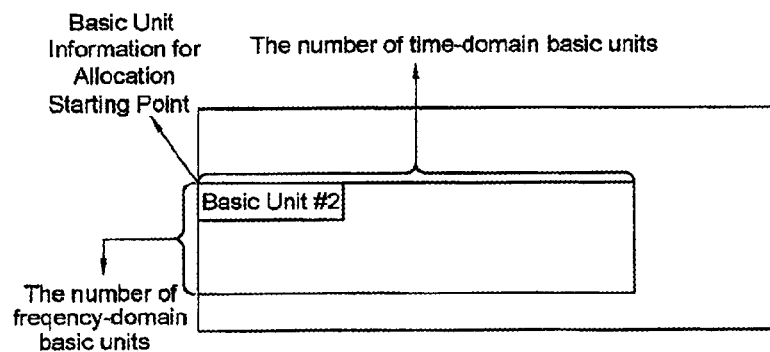 Basic Unit
Information for
Allocation
Starting Point
The number of time-domain basic units
Basic Unit #2
The number of
freqency-domain
basic units